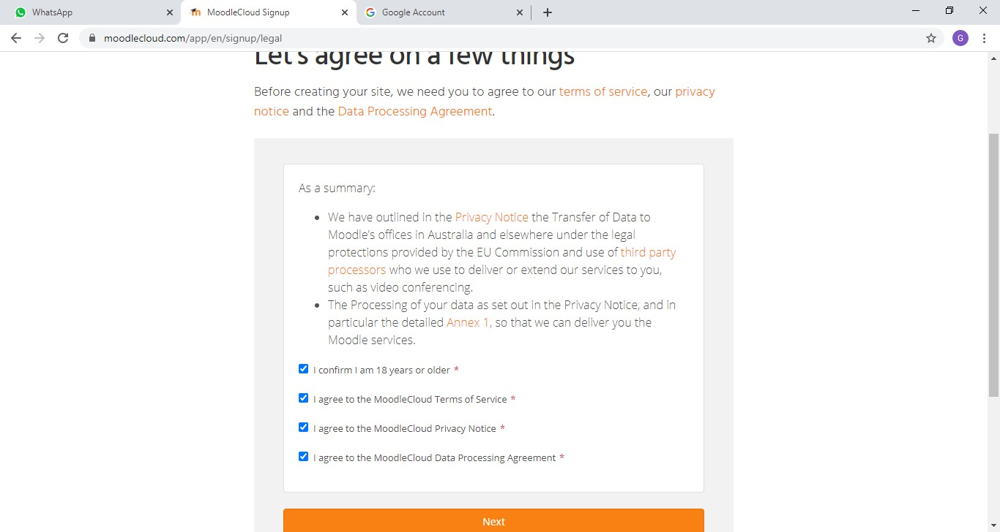 WhatsApp
MoodleCloud Signup
Google Account
moodlecloud.com/app/en/signup/legal
G
Let's agree on a few things
Before creating your site, we need you to agree to our terms of service, our privacy
notice and the Data Processing Agreement.
As a summary:
• We have outlined in the Privacy Notice the Transfer of Data to
Moodle's offices in Australia and elsewhere under the legal
protections provided by the EU Commission and use of third party
processors who we use to deliver or extend our services to you,
such as video conferencing.
• The Processing of your data as set out in the Privacy Notice, and in
particular the detailed Annex 1, so that we can deliver you the
Moodle services.
I confirm I am 18 years or older *
I agree to the MoodleCloud Terms of Service *
I agree to the MoodleCloud Privacy Notice *
I agree to the MoodleCloud Data Processing Agreement *
Next